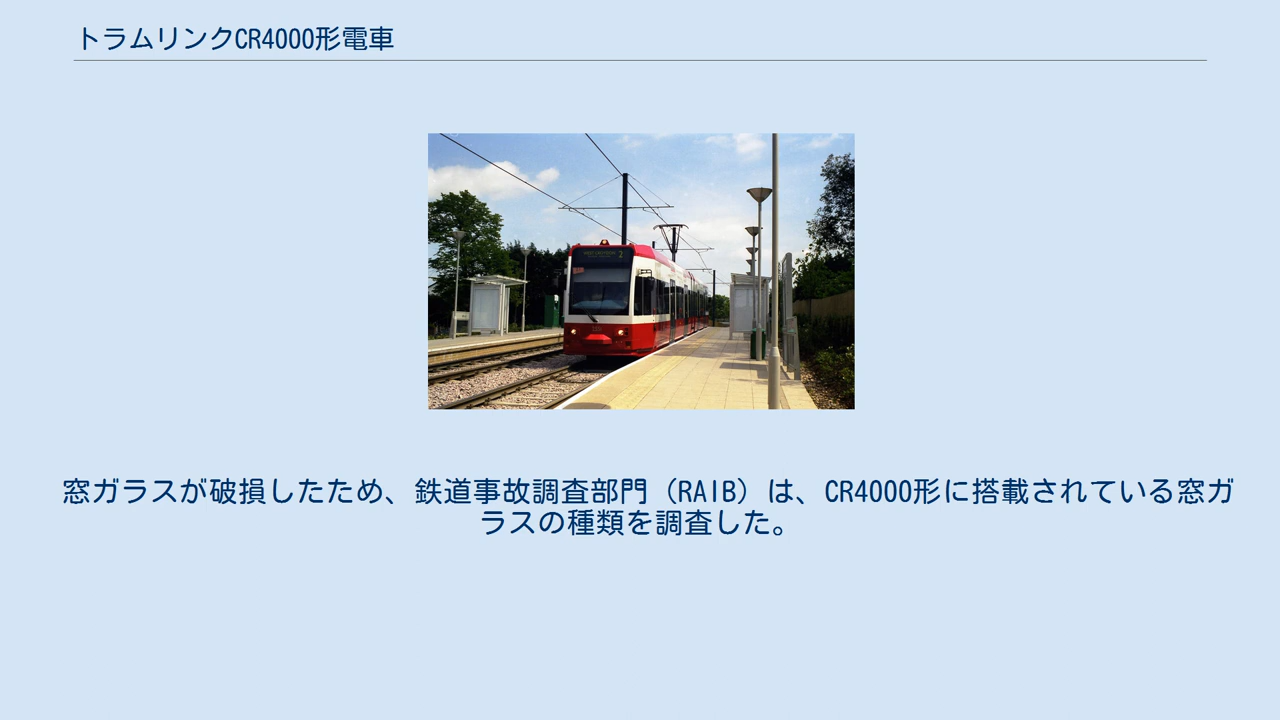 トラムリンクCR4000形電車
窓ガラスが破損したため、鉄道事故調査部門（RAIB）は、CR4000形に搭載されている窓ガ
ラスの種類を調査した。